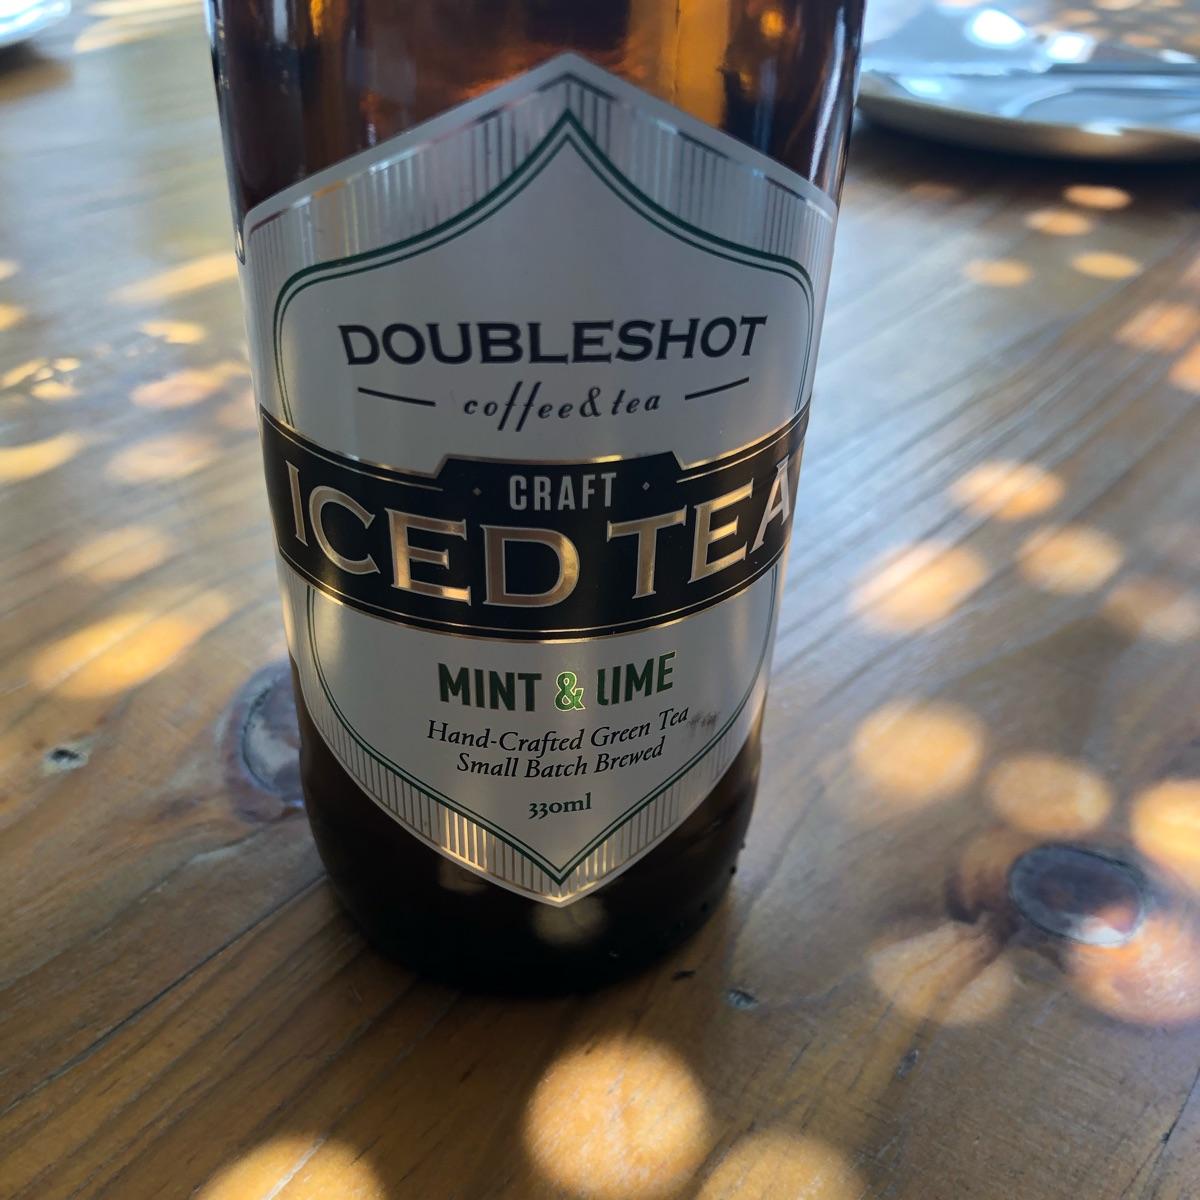 DOUBLESHOT
coffee & tea
CRAFT
ICED TEA
MINT & LIME
Hand-Crafted Green Tea
Small Batch Brewed
330ml